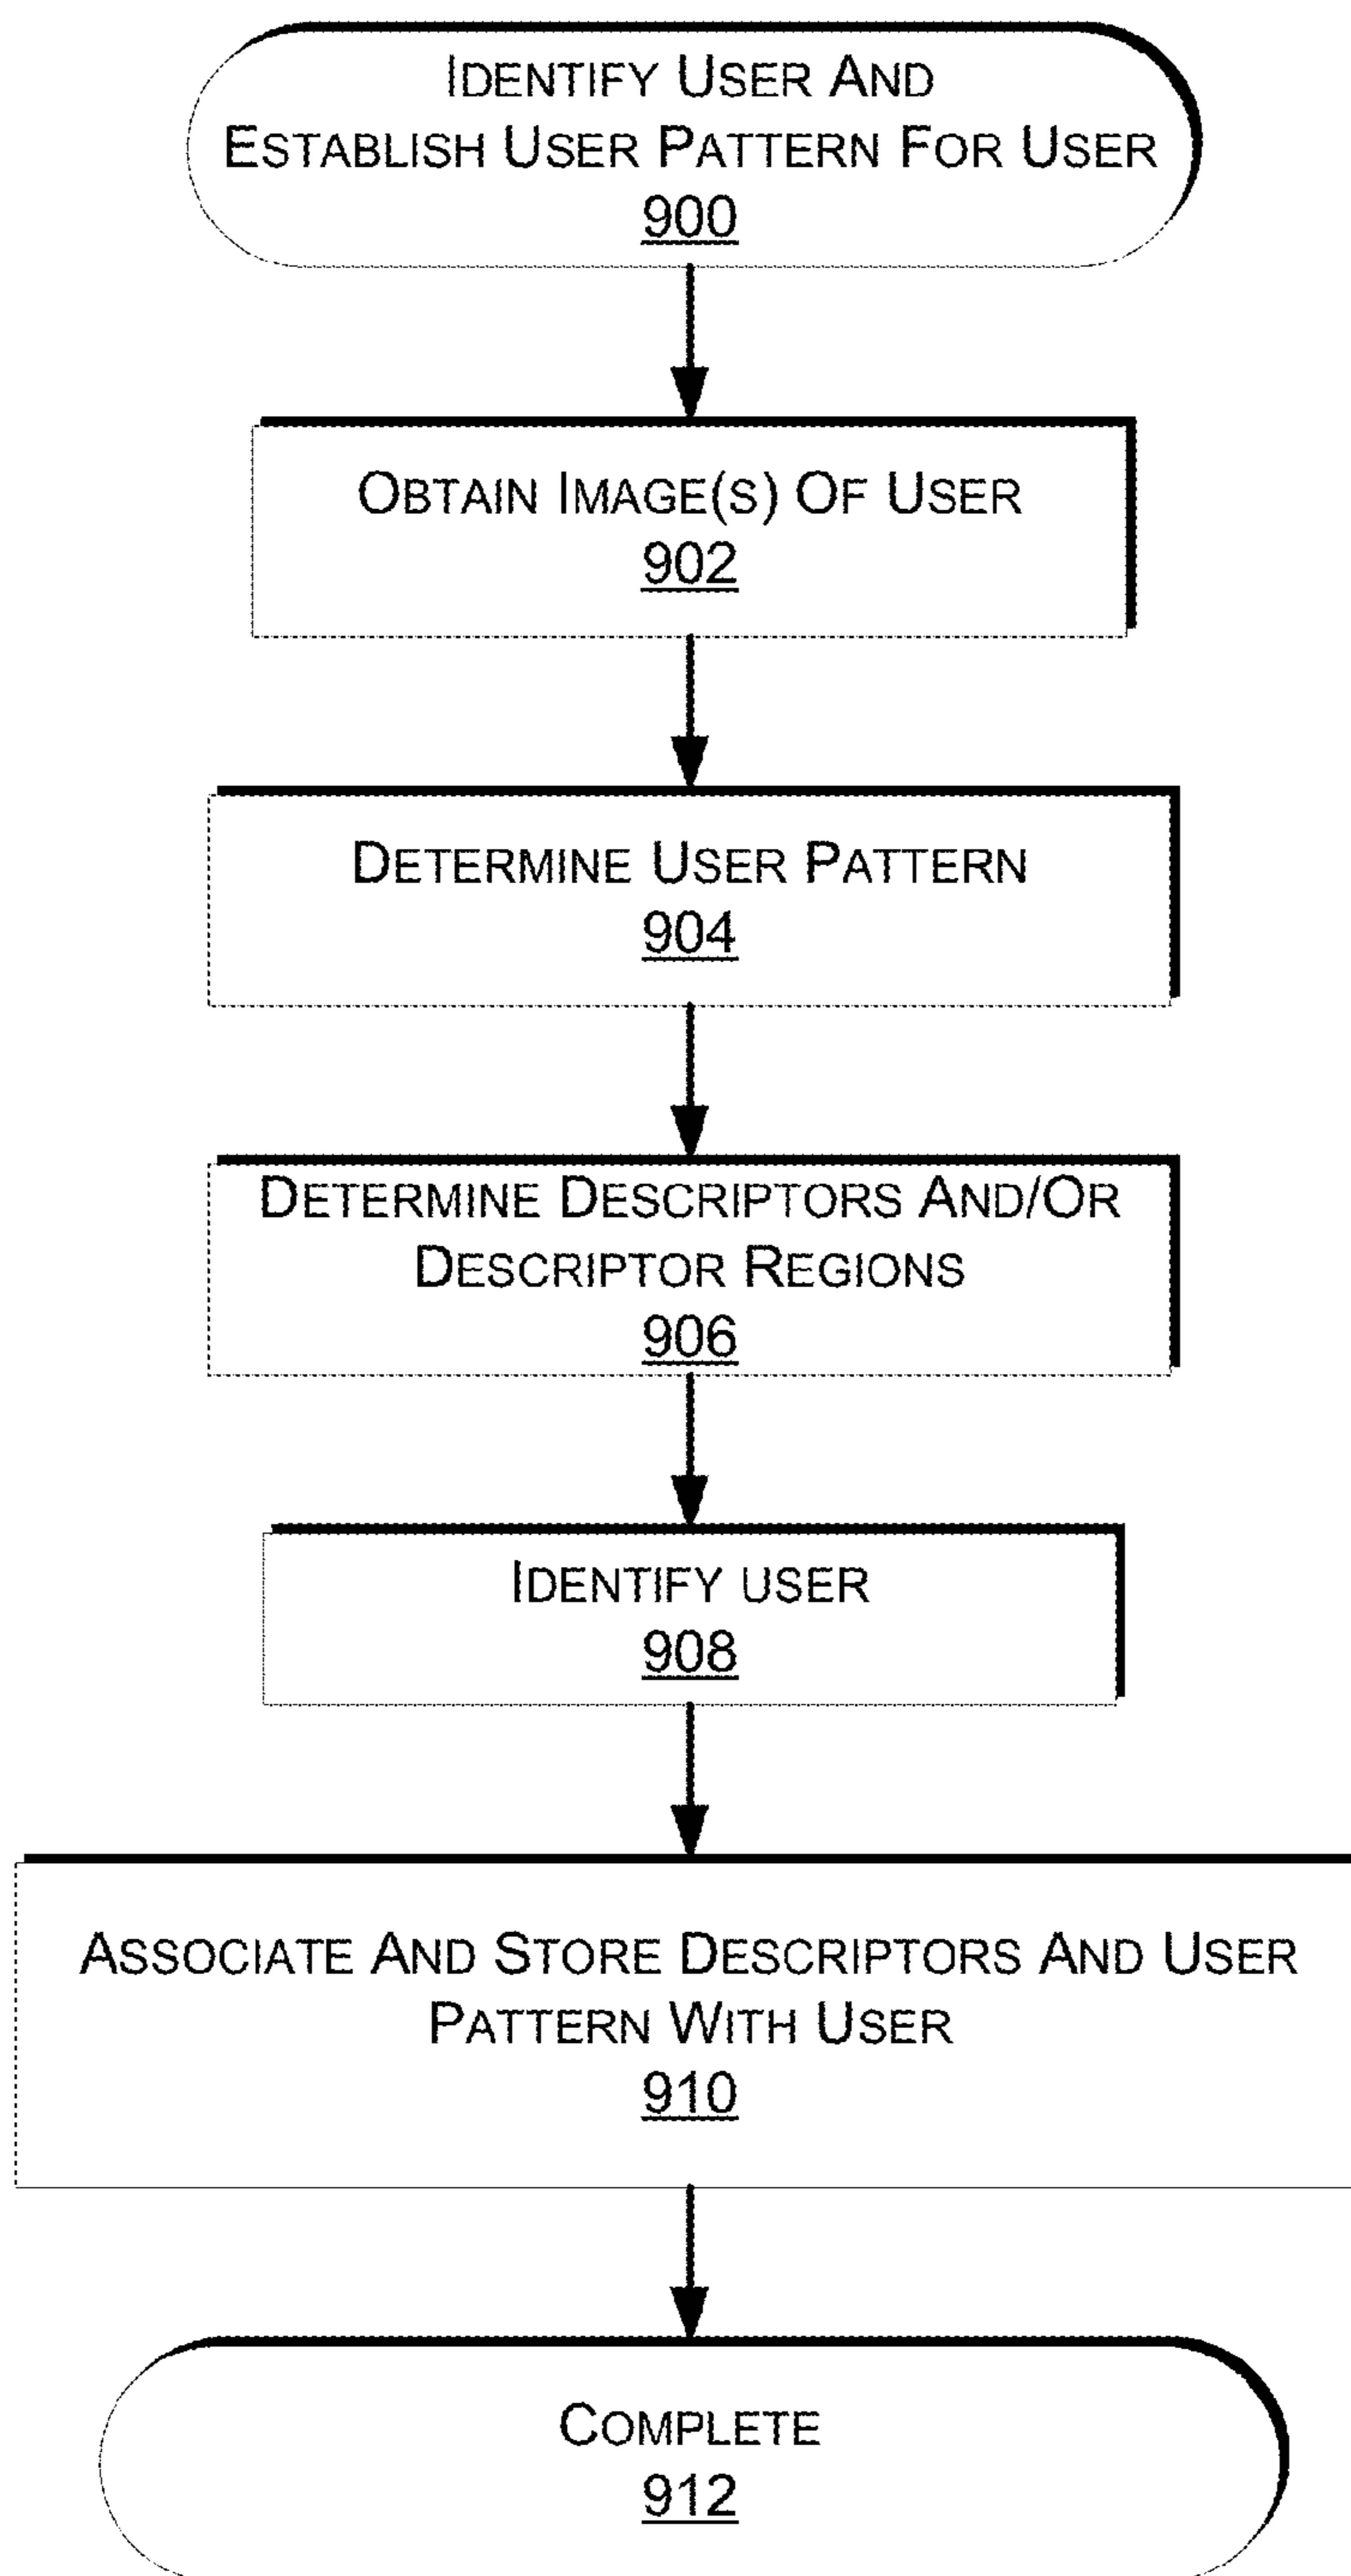 IDENTIFY USER AND
ESTABLISH USER PATTERN FOR USER
900
OBTAIN IMAGE(S) OF USER
902
DETERMINE USER PATTERN
904
DETERMINE DESCRIPTORS AND/OR
DESCRIPTOR REGIONS
906
IDENTIFY USER
908
ASSOCIATE AND STORE DESCRIPTORS AND USER
PATTERN WITH USER
910
COMPLETE
912